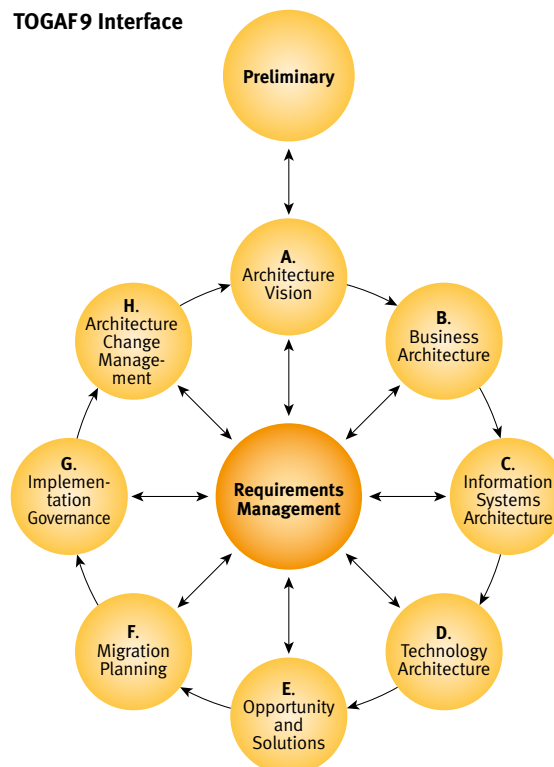 TOGAF9 Interface
Preliminary
A.
Architecture
Vision
B.
Business
Architecture
C.
Information
Systems
Architecture
D.
Technology
Architecture
E.
Opportunity
and
Solutions
F.
Migration
Planning
G.
Implemen-
tation
Governance
H.
Architecture
Change
Manage-
ment
Requirements
Management